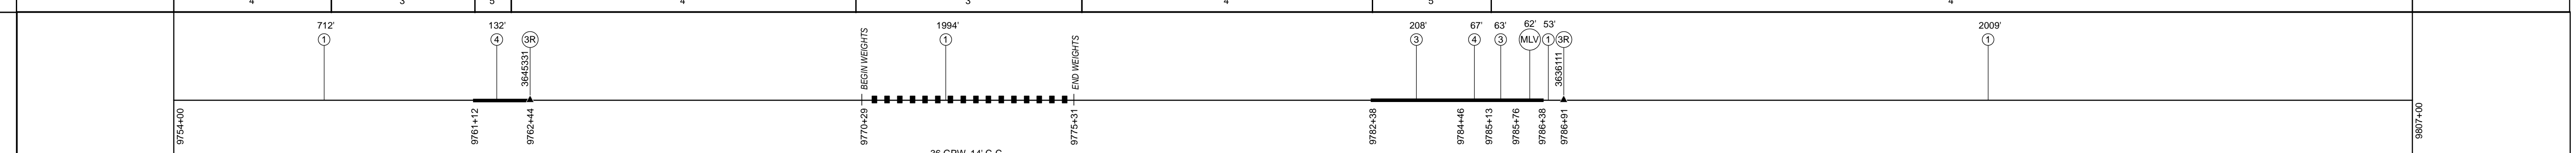 4 3 5 4 3 4 5 4
712' 132' 1994' 208' 67' 63' 62' 53' 2009'
1 4 3R 1 3 4 3 MLV 1 3R 1
3645331 BEGIN WEIGHTS END WEIGHTS 3636111
9754+00 9761+12 9762+44 9770+29 9775+31 9782+38 9784+46 9785+13 9785+76 9786+38 9786+91 9807+00